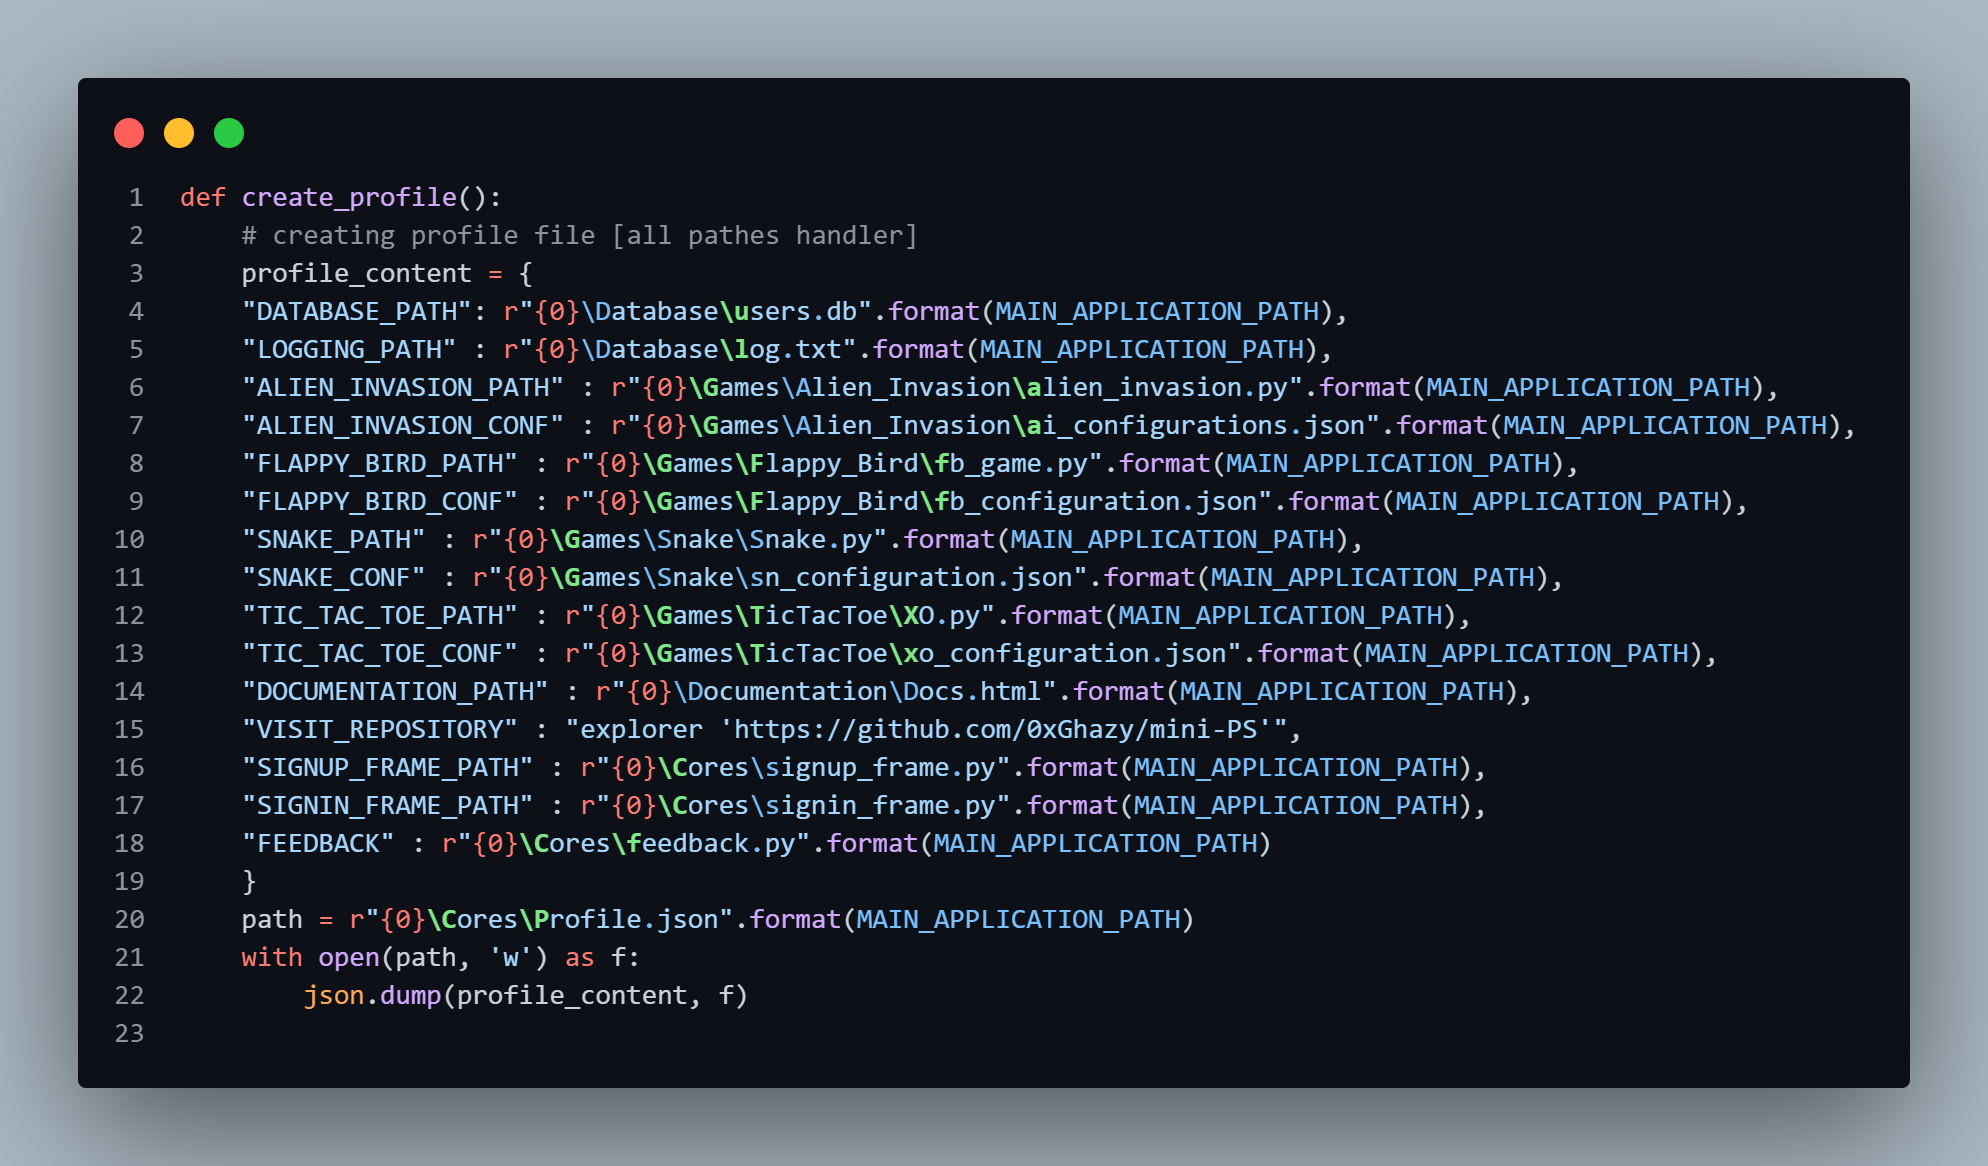 1 def create_profile():
2     # creating profile file [all pathes handler]
3     profile_content = {
4     "DATABASE_PATH": r"{0}\Database\users.db".format(MAIN_APPLICATION_PATH),
5     "LOGGING_PATH" : r"{0}\Database\log.txt".format(MAIN_APPLICATION_PATH),
6     "ALIEN_INVASION_PATH" : r"{0}\Games\Alien_Invasion\alien_invasion.py".format(MAIN_APPLICATION_PATH),
7     "ALIEN_INVASION_CONF" : r"{0}\Games\Alien_Invasion\ai_configurations.json".format(MAIN_APPLICATION_PATH),
8     "FLAPPY_BIRD_PATH" : r"{0}\Games\Flappy_Bird\fb_game.py".format(MAIN_APPLICATION_PATH),
9     "FLAPPY_BIRD_CONF" : r"{0}\Games\Flappy_Bird\fb_configuration.json".format(MAIN_APPLICATION_PATH),
10     "SNAKE_PATH" : r"{0}\Games\Snake\Snake.py".format(MAIN_APPLICATION_PATH),
11     "SNAKE_CONF" : r"{0}\Games\Snake\sn_configuration.json".format(MAIN_APPLICATION_PATH),
12     "TIC_TAC_TOE_PATH" : r"{0}\Games\TicTacToe\XO.py".format(MAIN_APPLICATION_PATH),
13     "TIC_TAC_TOE_CONF" : r"{0}\Games\TicTacToe\xo_configuration.json".format(MAIN_APPLICATION_PATH),
14     "DOCUMENTATION_PATH" : r"{0}\Documentation\Docs.html".format(MAIN_APPLICATION_PATH),
15     "VISIT_REPOSITORY" : "explorer 'https://github.com/0xGhazy/mini-PS'",
16     "SIGNUP_FRAME_PATH" : r"{0}\Cores\signup_frame.py".format(MAIN_APPLICATION_PATH),
17     "SIGNIN_FRAME_PATH" : r"{0}\Cores\signin_frame.py".format(MAIN_APPLICATION_PATH),
18     "FEEDBACK" : r"{0}\Cores\feedback.py".format(MAIN_APPLICATION_PATH)
19     }
20     path = r"{0}\Cores\Profile.json".format(MAIN_APPLICATION_PATH)
21     with open(path, 'w') as f:
22         json.dump(profile_content, f)
23